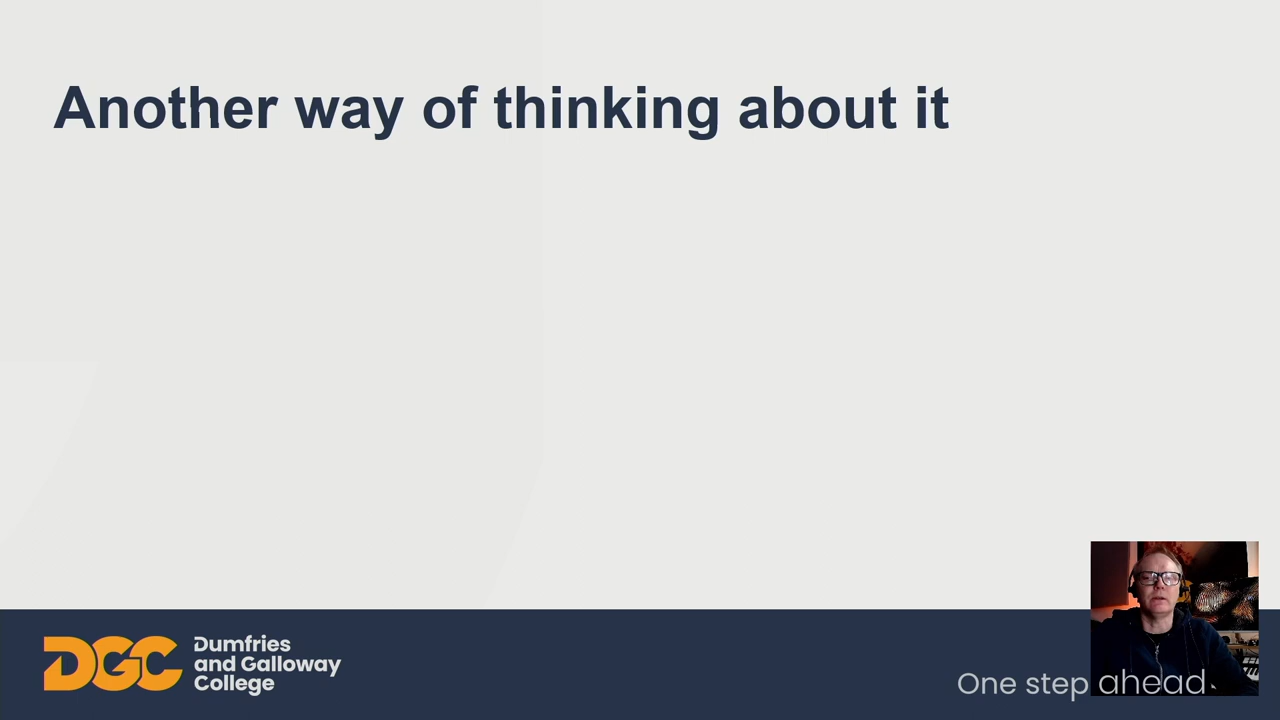 Another way of thinking about it
DGC
Dumfries
and Galloway
College
One step ahead